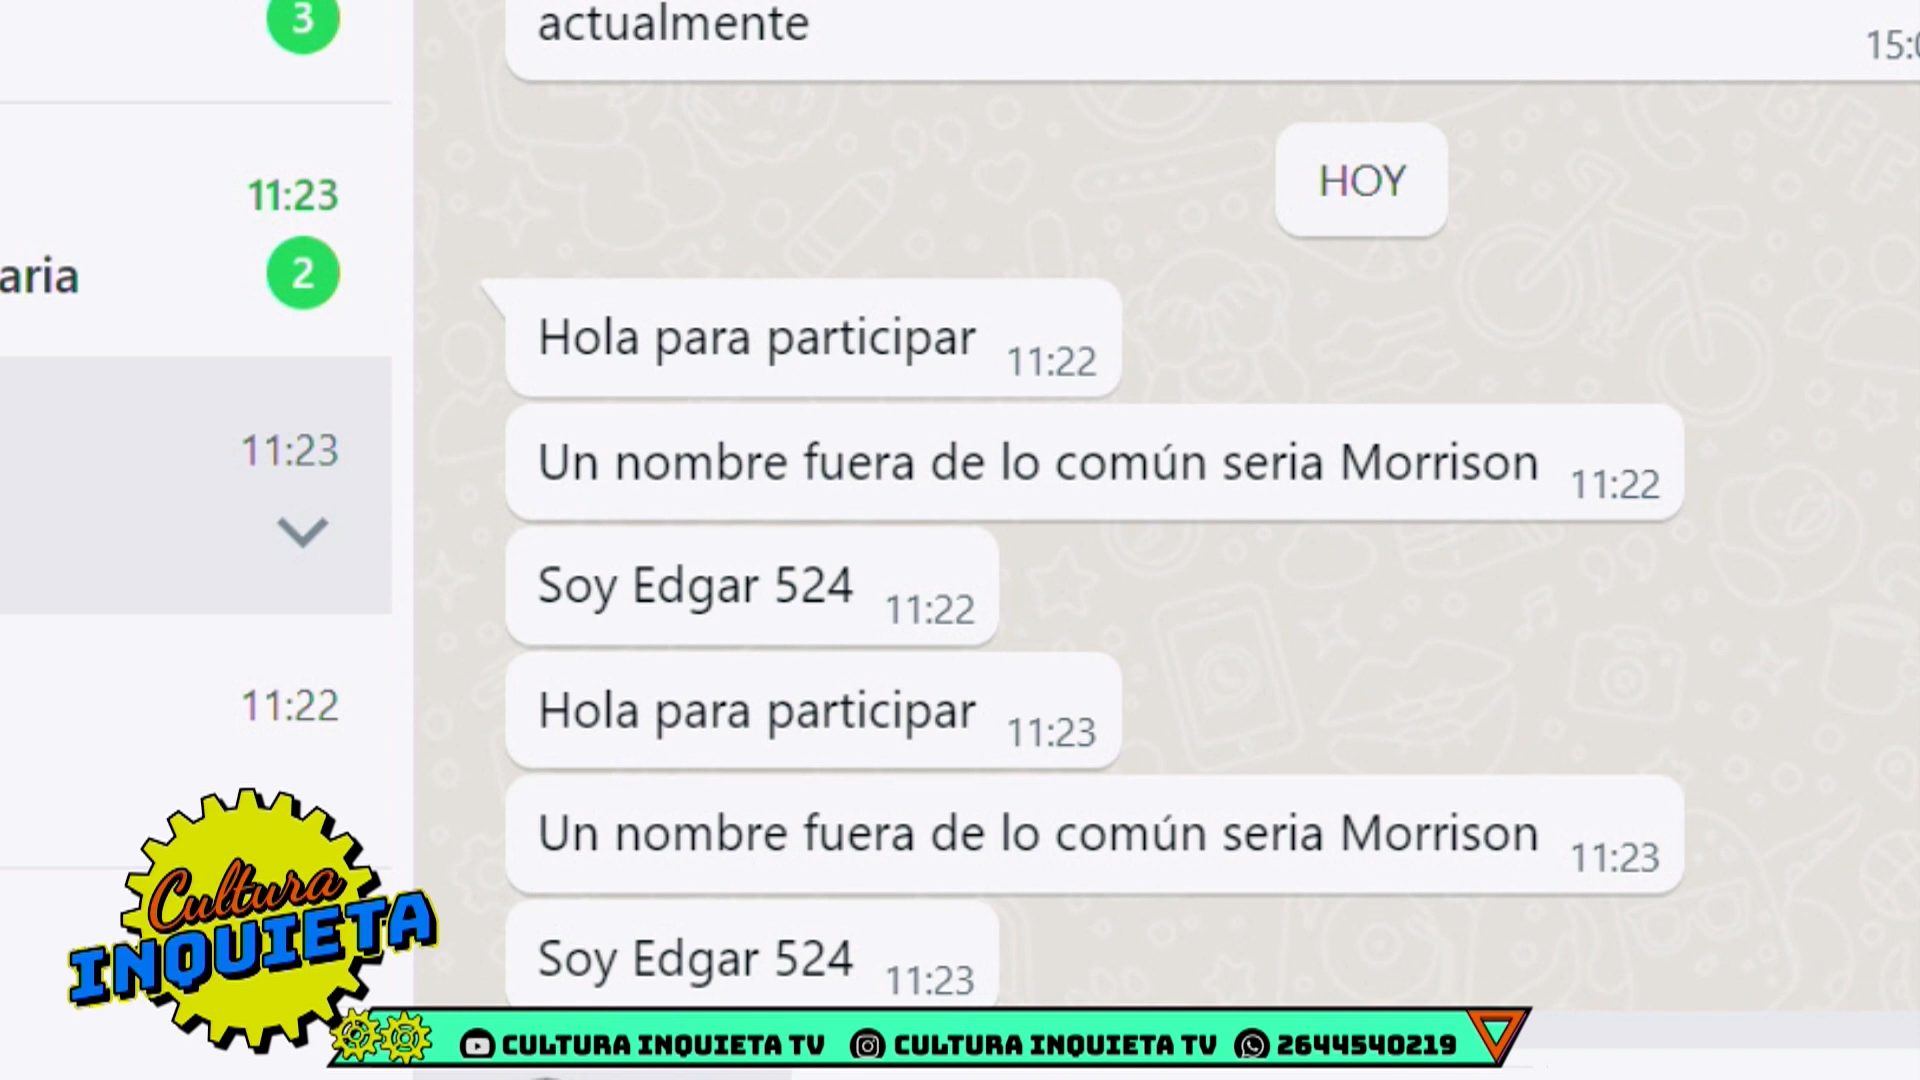 3
actualmente
HOY
11:23
aria
2
Hola para participar 11:22
11:23
Un nombre fuera de lo común seria Morrison 11:22
Soy Edgar 524 11:22
11:22
Hola para participar 11:23
Un nombre fuera de lo común seria Morrison 11:23
Soy Edgar 524 11:23
Cultura
INQUIETA
CULTURA INQUIETA TV CULTURA INQUIETA TV 2644540219